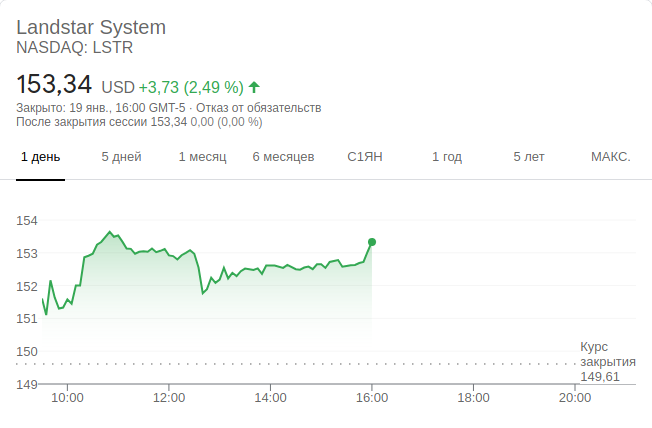 Landstar System
NASDAQ: LSTR
153,34 USD +3,73 (2,49 %)
Закрыто: 19 янв., 16:00 GMT-5 · Отказ от обязательств
После закрытия сессии 153,34 0,00 (0,00 %)
1 день 5 дней 1 месяц 6 месяцев С1ЯН 1 год 5 лет МАКС.
154
153
152
151
150
149
Курс
закрытия
149,61
10:00 12:00 14:00 16:00 18:00 20:00